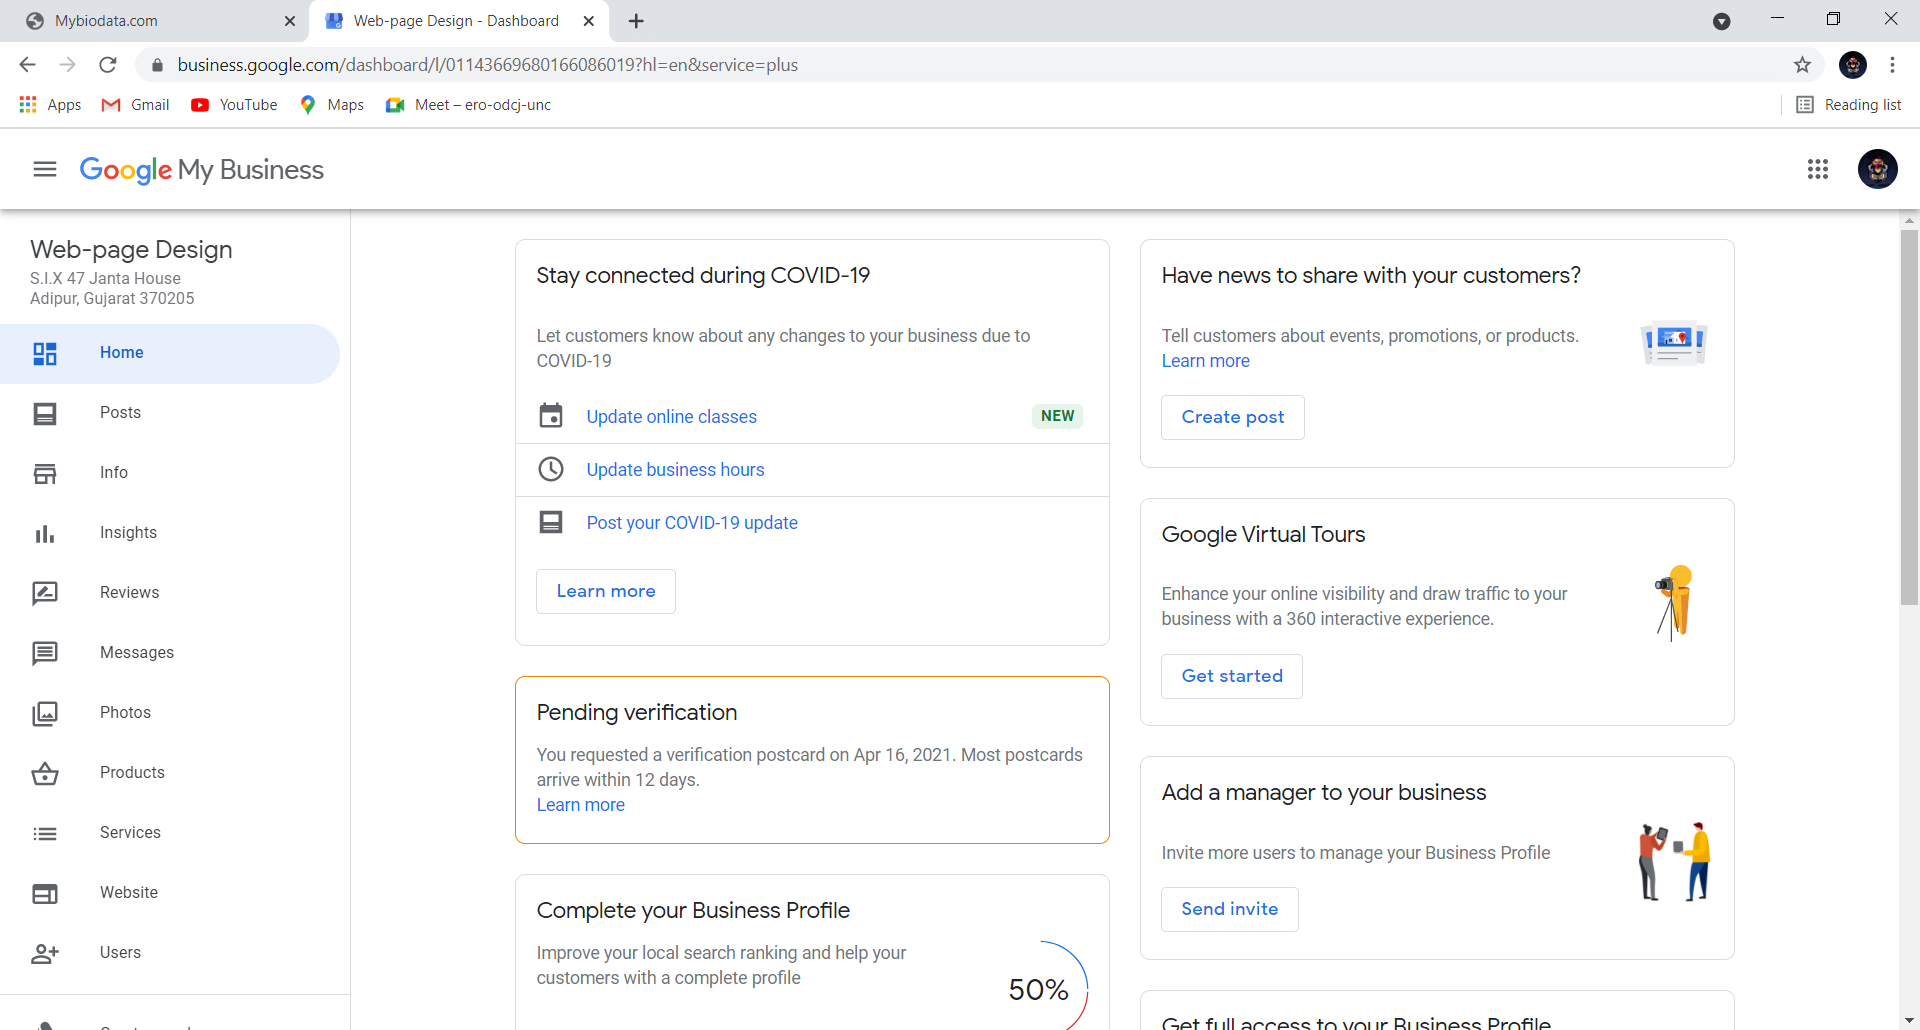 Mybiodata.com
Web-page Design - Dashboard
business.google.com/dashboard/l/01143669680166086019?hl=en&service=plus
Apps
Gmail
YouTube
Maps
Meet – ero-odcj-unc
Reading list
Google My Business
Web-page Design
S.I.X 47 Janta House
Adipur, Gujarat 370205
Home
Posts
Info
Insights
Reviews
Messages
Photos
Products
Services
Website
Users
Stay connected during COVID-19
Let customers know about any changes to your business due to
COVID-19
Update online classes
NEW
Update business hours
Post your COVID-19 update
Learn more
Pending verification
You requested a verification postcard on Apr 16, 2021. Most postcards
arrive within 12 days.
Learn more
Complete your Business Profile
Improve your local search ranking and help your
customers with a complete profile
50%
Have news to share with your customers?
Tell customers about events, promotions, or products.
Learn more
Create post
Google Virtual Tours
Enhance your online visibility and draw traffic to your
business with a 360 interactive experience.
Get started
Add a manager to your business
Invite more users to manage your Business Profile
Send invite
Get full access to your Business Profile